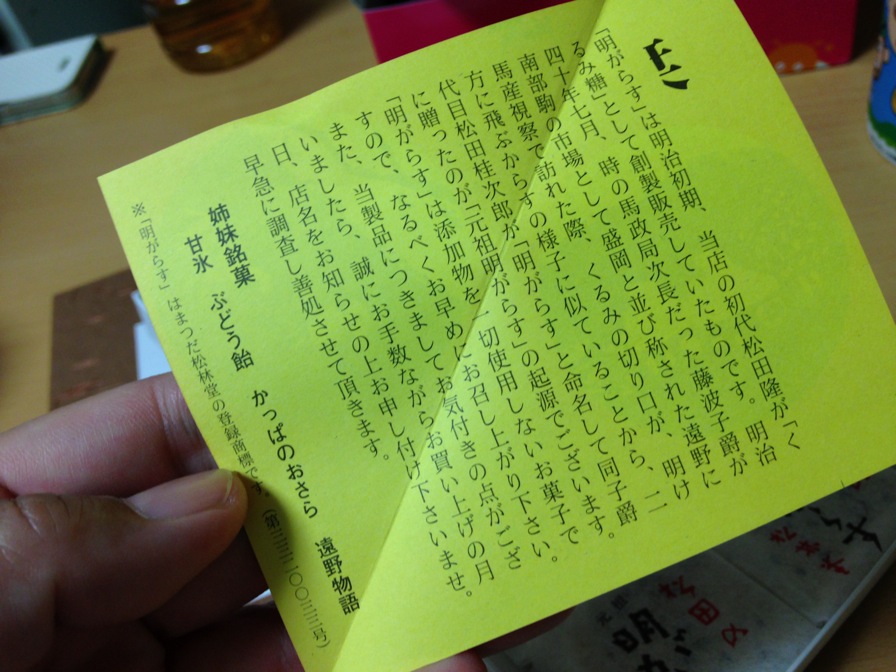 「明がらす」は明治初期、当店の初代松田隆が「く
るみ糖」として創製販売していたものです。明治
四十年七月、時の馬政局次長だった藤波子爵が
南部駒の市場として盛岡と並び称された遠野に
馬産視察で訪れた際、くるみの切り口が、明け
方に飛ぶからすの様子に似ていることから、二
代目松田桂次郎が「明がらす」と命名して同子爵
に贈ったのが元祖明がらす」の起源でございます。
「明がらす」は添加物を一切使用しないお菓子で
すので、なるべくお早めにお召し上がり下さい。
また、当製品につきましてお気付きの点がござ
いましたら、誠にお手数ながらお買い上げの月
日、店名をお知らせの上お申し付け下さいませ。
早急に調査し善処させて頂きます。
姉妹銘菓 ぶどう飴 かっぱのおさら 遠野物語
甘氷
※「明がらす」はまつだ松林堂の登録商標です。
明が
松田